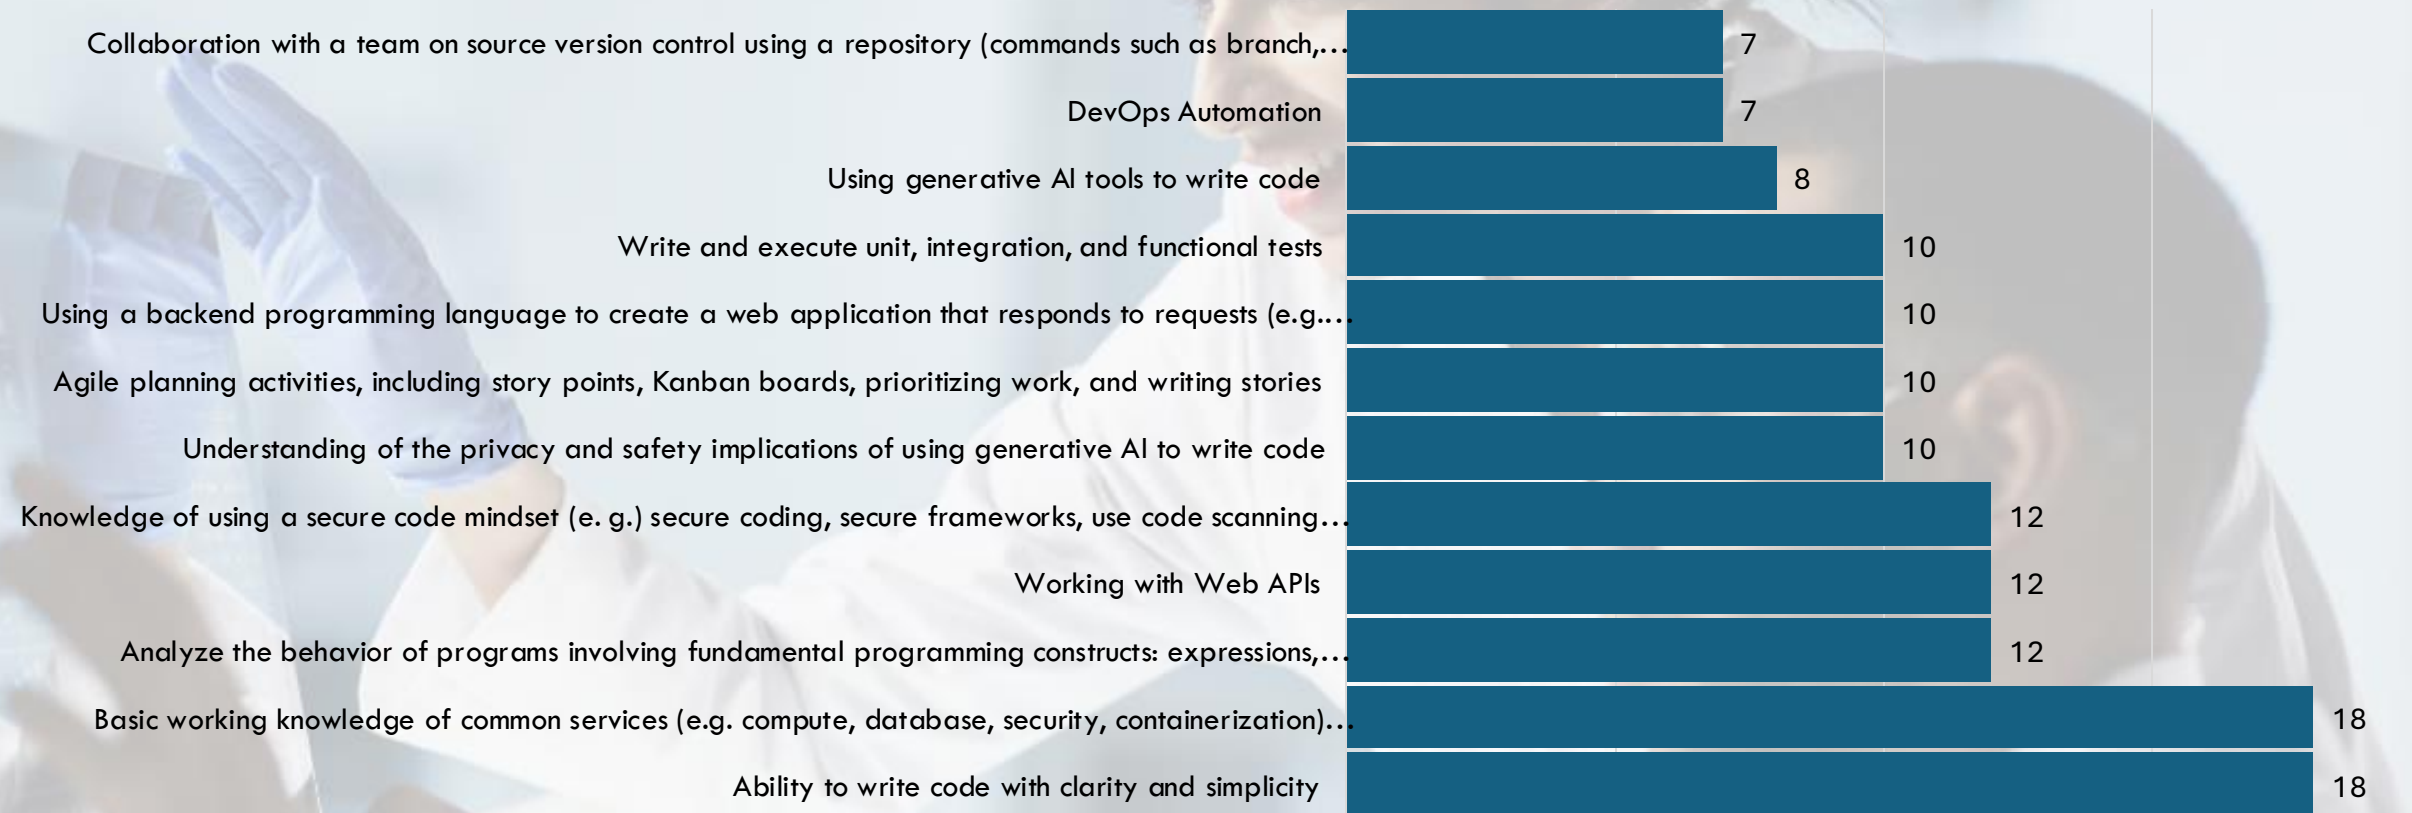 Collaboration with a team on source version control using a repository (commands such as branch,... 7
DevOps Automation 7
Using generative AI tools to write code 8
Write and execute unit, integration, and functional tests 10
Using a backend programming language to create a web application that responds to requests (e.g.... 10
Agile planning activities, including story points, Kanban boards, prioritizing work, and writing stories 10
Understanding of the privacy and safety implications of using generative AI to write code 10
Knowledge of using a secure code mindset (e. g.) secure coding, secure frameworks, use code scanning... 12
Working with Web APIs 12
Analyze the behavior of programs involving fundamental programming constructs: expressions,... 12
Basic working knowledge of common services (e.g. compute, database, security, containerization)... 18
Ability to write code with clarity and simplicity 18